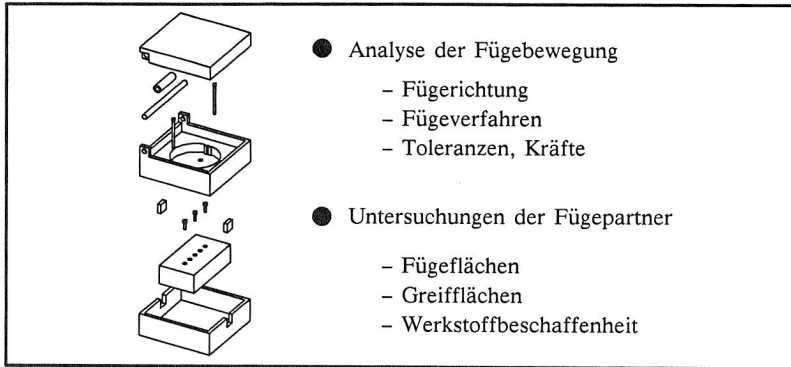 ● Analyse der Fügebewegung
– Fügerichtung
– Fügeverfahren
– Toleranzen, Kräfte
● Untersuchungen der Fügepartner
– Fügeflächen
– Greifflächen
– Werkstoffbeschaffenheit